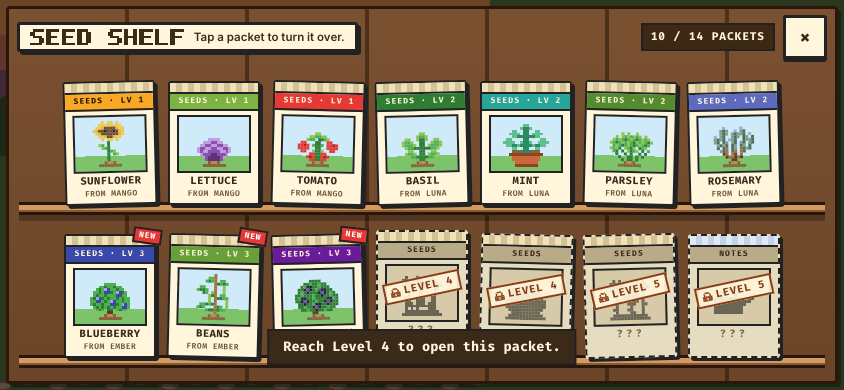 SEED SHELF Tap a packet to turn it over.
10 / 14 PACKETS
SEEDS · LV 1
SUNFLOWER
FROM MANGO
SEEDS · LV 1
LETTUCE
FROM MANGO
SEEDS · LV 1
TOMATO
FROM MANGO
SEEDS · LV 2
BASIL
FROM LUNA
SEEDS · LV 2
MINT
FROM LUNA
SEEDS · LV 2
PARSLEY
FROM LUNA
SEEDS · LV 2
ROSEMARY
FROM LUNA
NEW
SEEDS · LV 3
BLUEBERRY
FROM EMBER
NEW
SEEDS · LV 3
BEANS
FROM EMBER
NEW
SEEDS · LV 3
SEEDS
LEVEL 4
SEEDS
LEVEL 4
SEEDS
LEVEL 5
???
NOTES
LEVEL 5
???
Reach Level 4 to open this packet.